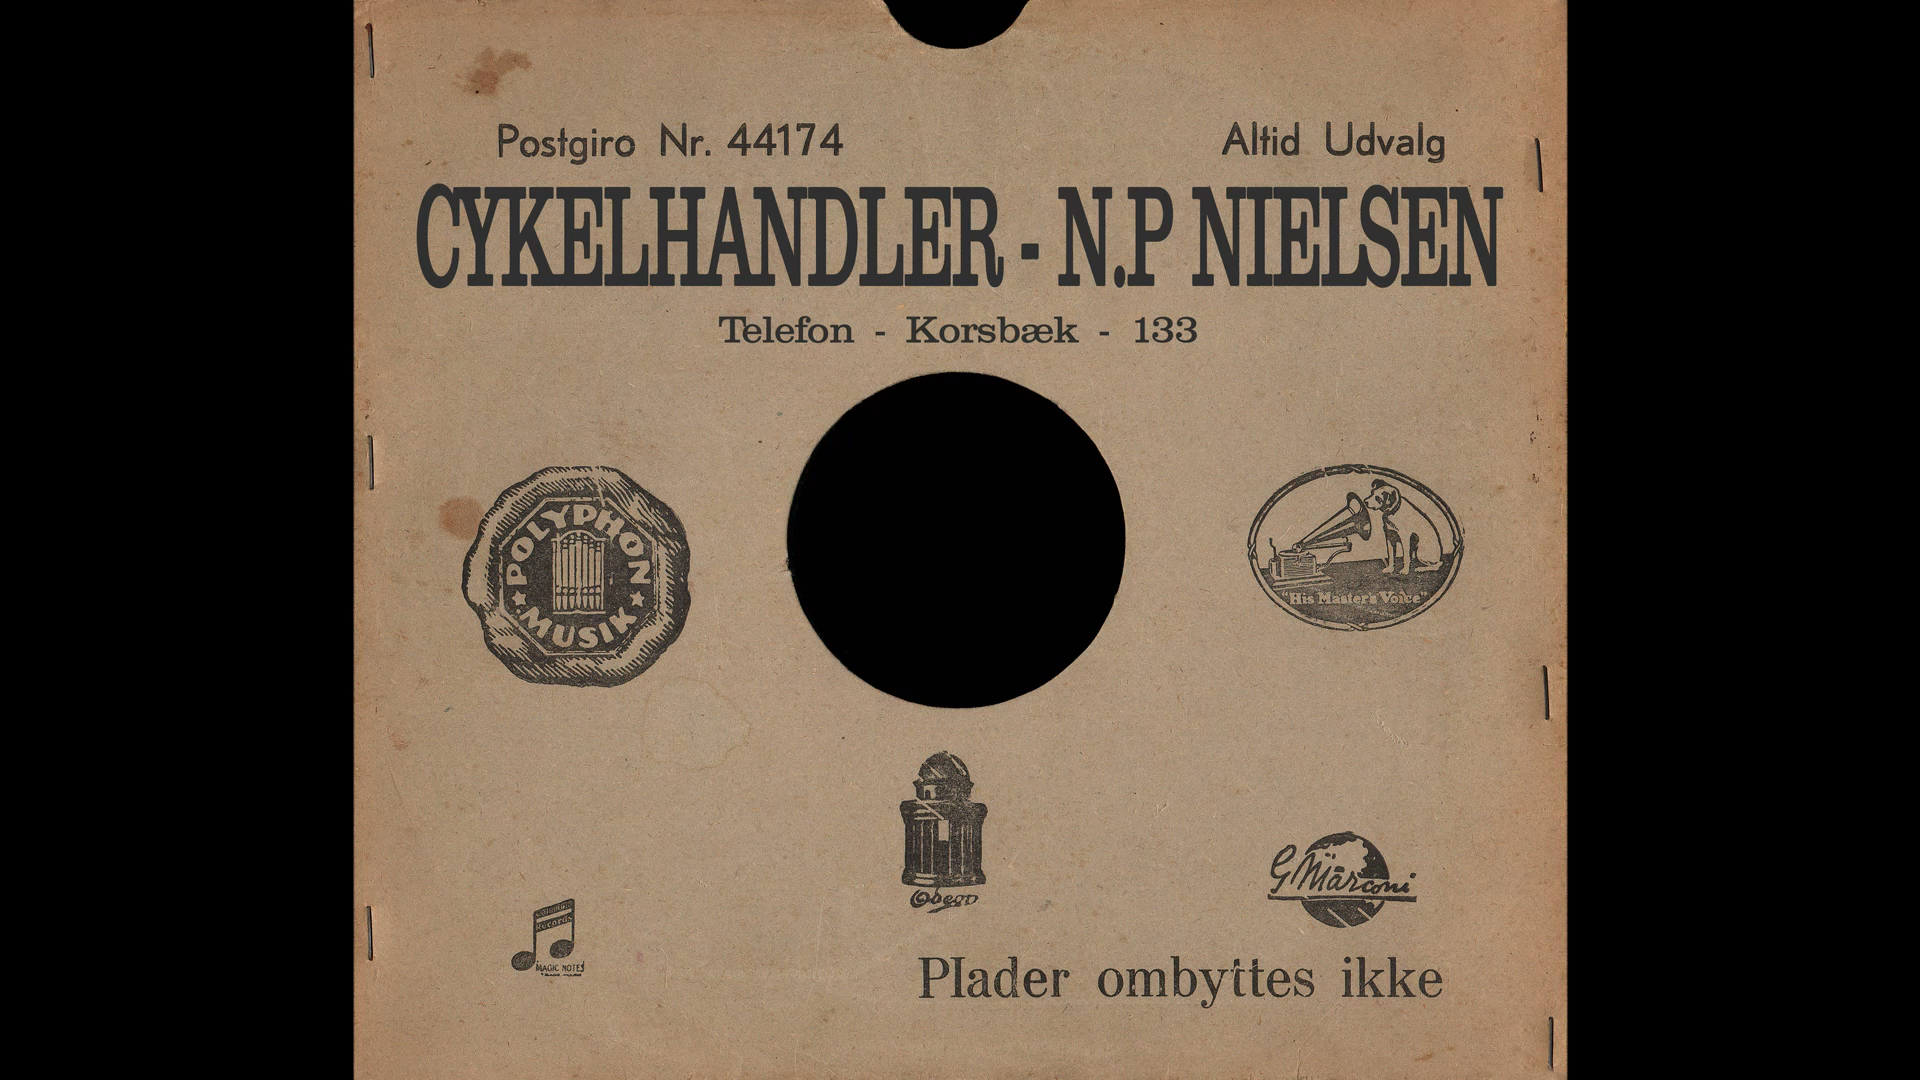 Postgiro Nr. 44174
Altid Udvalg
CYKELHANDLER - N.P NIELSEN
Telefon - Korsbæk - 133
POLYPHON
MUSIK
"His Master's Voice"
Odeon
G Marconi
Records
MAGIC NOTES
Plader ombyttes ikke